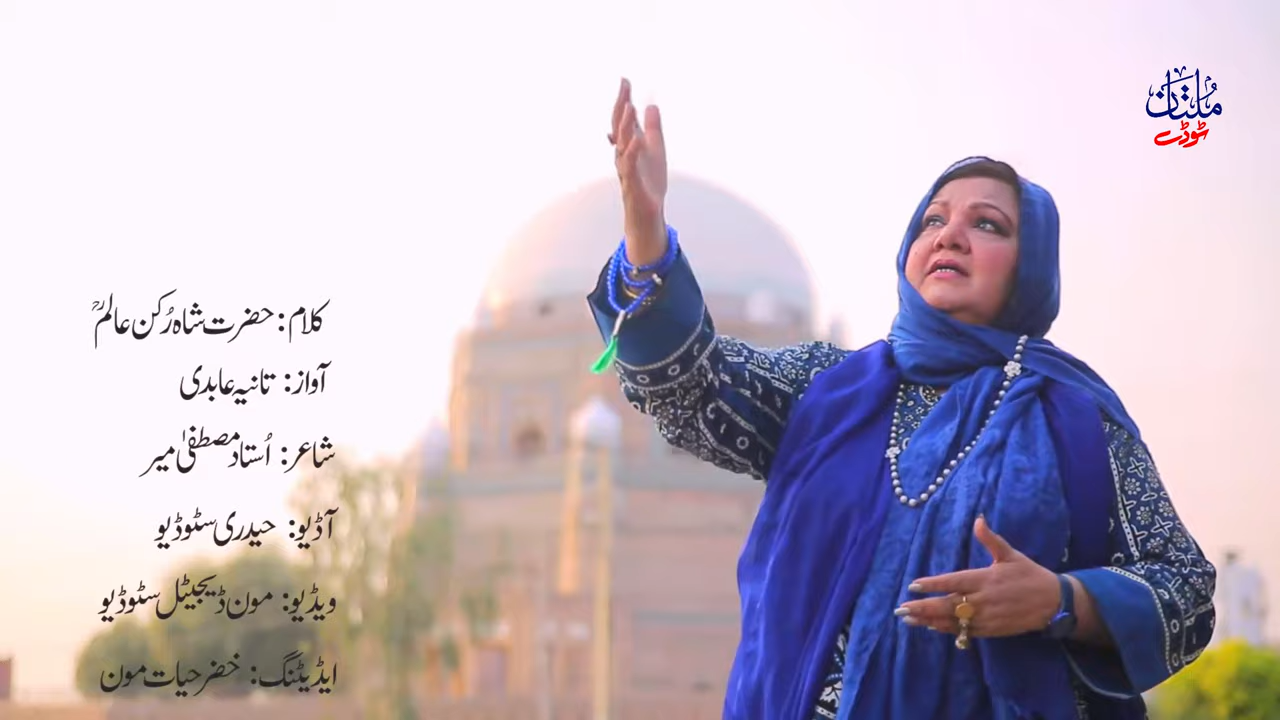 ملتان
ٹوڈے
کلام: حضرت شاہ رُکن عالمؒ
آواز: تانیہ عابدی
شاعر: اُستاد مصطفیٰ میر
آڈیو: حیدری سٹوڈیو
ویڈیو: مون ڈیجیٹل سٹوڈیو
ایڈیٹنگ: خضر حیات مون